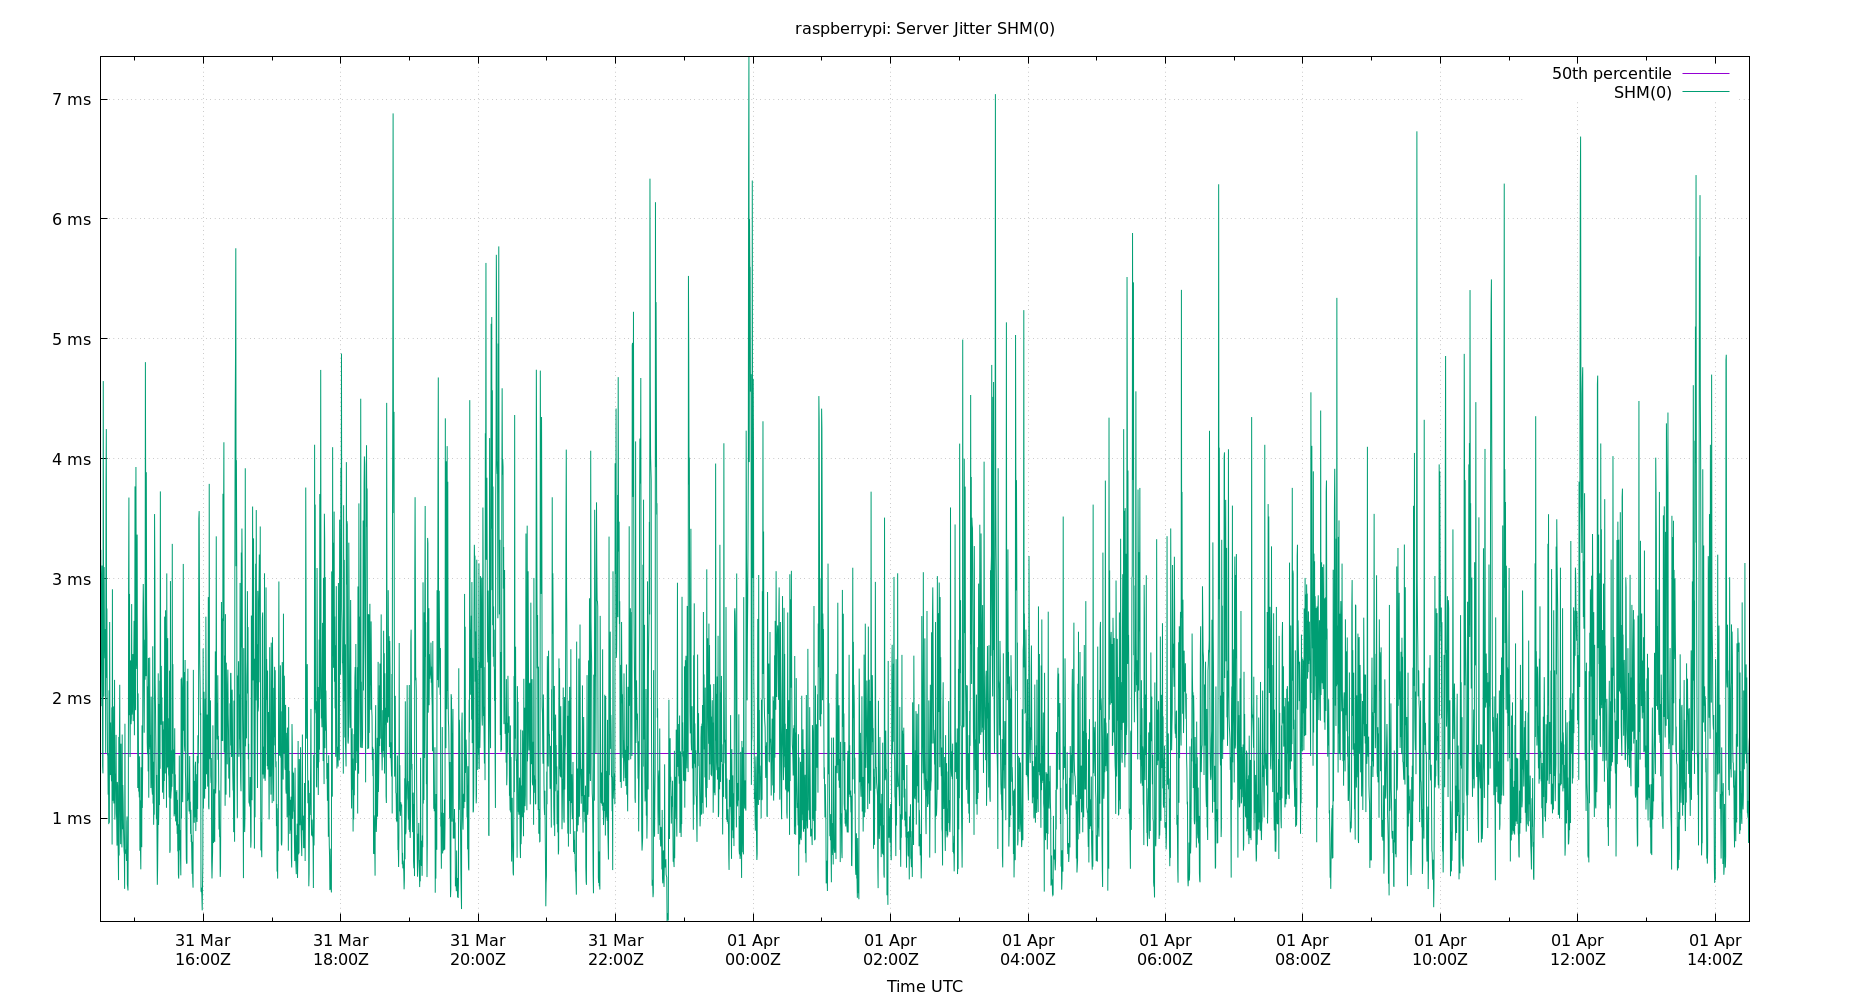 raspberrypi: Server Jitter SHM(0)
50th percentile
SHM(0)
7 ms
6 ms
5 ms
4 ms
3 ms
2 ms
1 ms
31 Mar 31 Mar 31 Mar 31 Mar 01 Apr 01 Apr 01 Apr 01 Apr 01 Apr 01 Apr 01 Apr 01 Apr
16:00Z 18:00Z 20:00Z 22:00Z 00:00Z 02:00Z 04:00Z 06:00Z 08:00Z 10:00Z 12:00Z 14:00Z
Time UTC